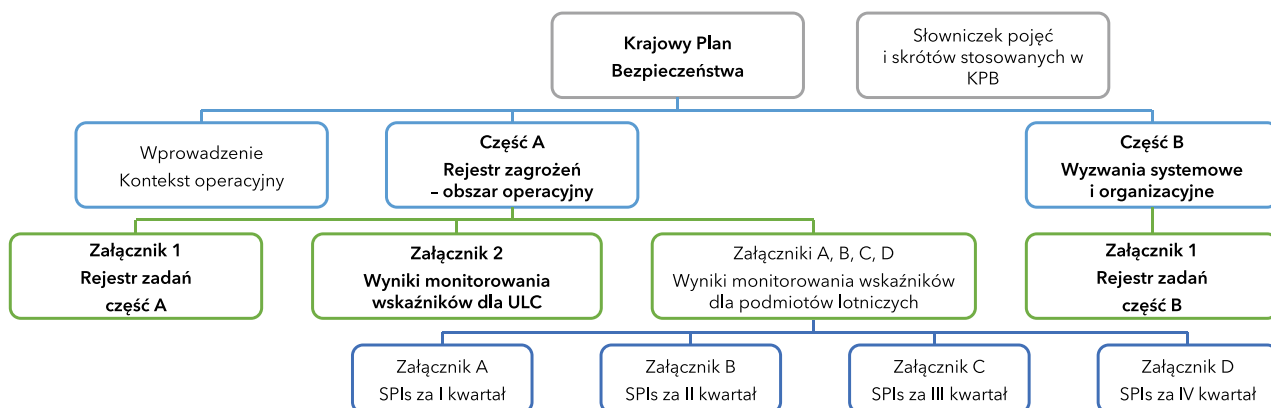 Krajowy Plan
Bezpieczeństwa
Słowniczek pojęć
i skrótów stosowanych w
KPB
Wprowadzenie
Kontekst operacyjny
Część A
Rejestr zagrożeń
– obszar operacyjny
Część B
Wyzwania systemowe
i organizacyjne
Załącznik 1
Rejestr zadań
część A
Załącznik 2
Wyniki monitorowania
wskaźników dla ULC
Załączniki A, B, C, D
Wyniki monitorowania wskaźników
dla podmiotów lotniczych
Załącznik 1
Rejestr zadań
część B
Załącznik A
SPIs za I kwartał
Załącznik B
SPIs za II kwartał
Załącznik C
SPIs za III kwartał
Załącznik D
SPIs za IV kwartał